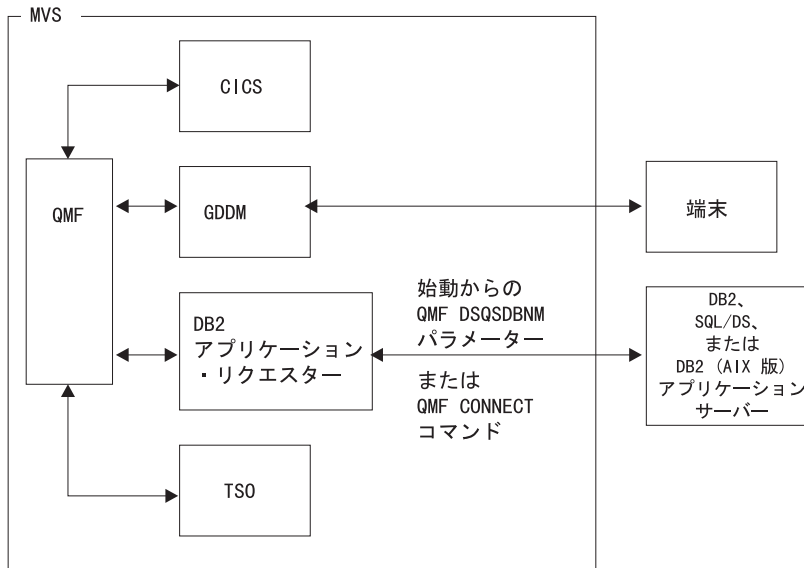 MVS
CICS
QMF
GDDM
端末
DB2
アプリケーション
・リクエスター
始動からの
QMF DSQSDBNM
パラメーター
または
QMF CONNECT
コマンド
DB2、
SQL/DS、
または
DB2 (AIX 版)
アプリケーション
サーバー
TSO